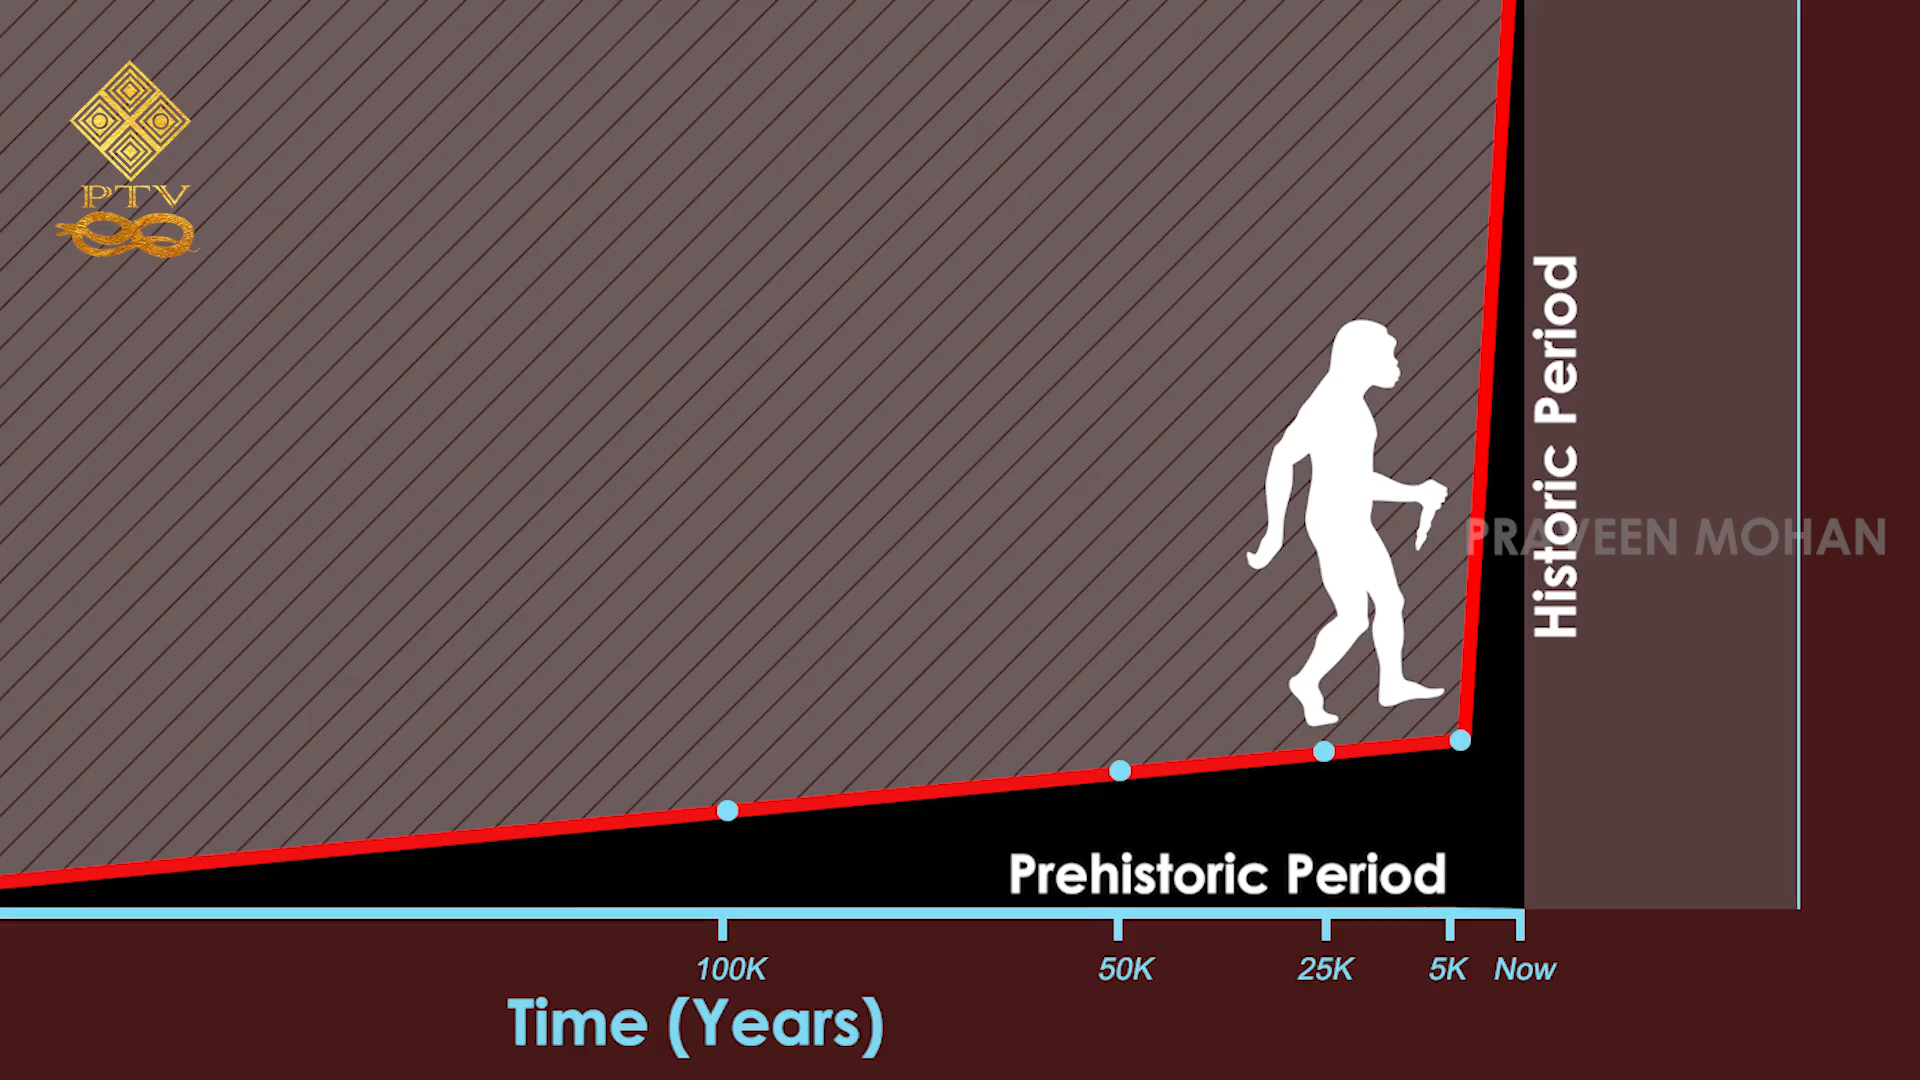 PTV
Historic Period
PRAVEEN MOHAN
Prehistoric Period
100K
50K
25K
5K
Now
Time (Years)